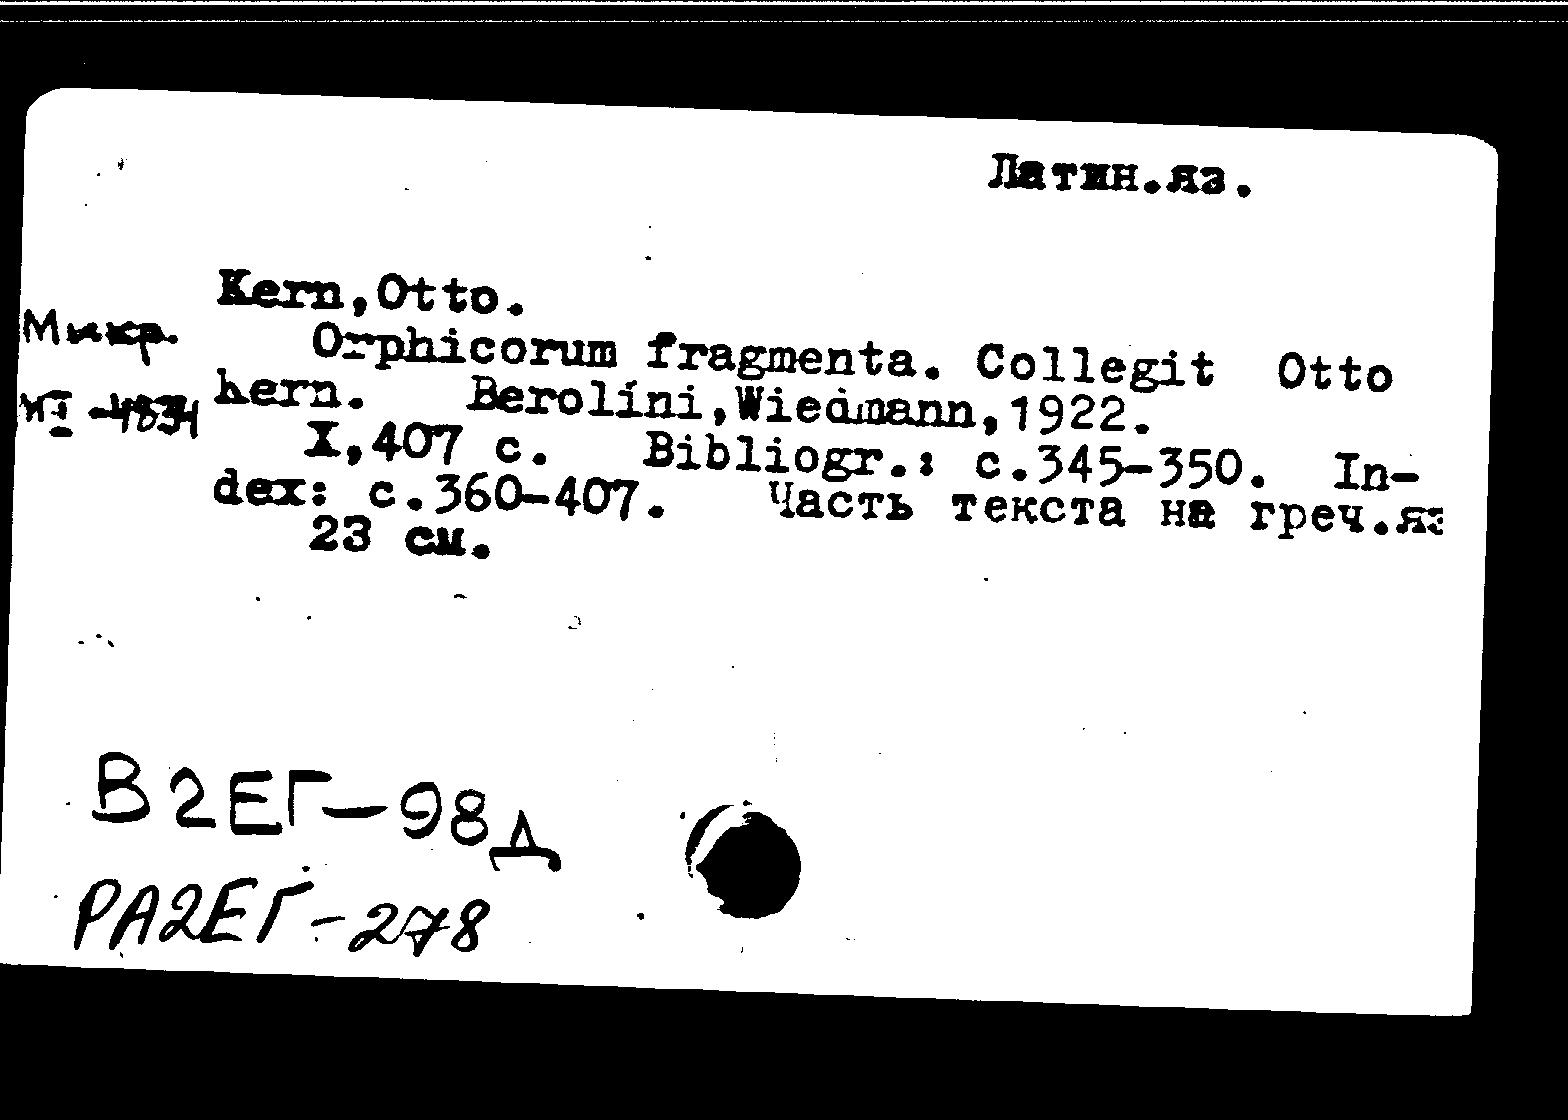 Латин.яз.
Kern,Otto.
Микр.
Orphicorum fragmenta. Collegit Otto
Kern. Berolini,Wiedmann,1922.
X,407 с. Bibliogr.: с.345-350. In-
dex: с.360-407. Часть текста на греч.яз
23 см.
В2ЕГ-98д
РА2ЕГ-278